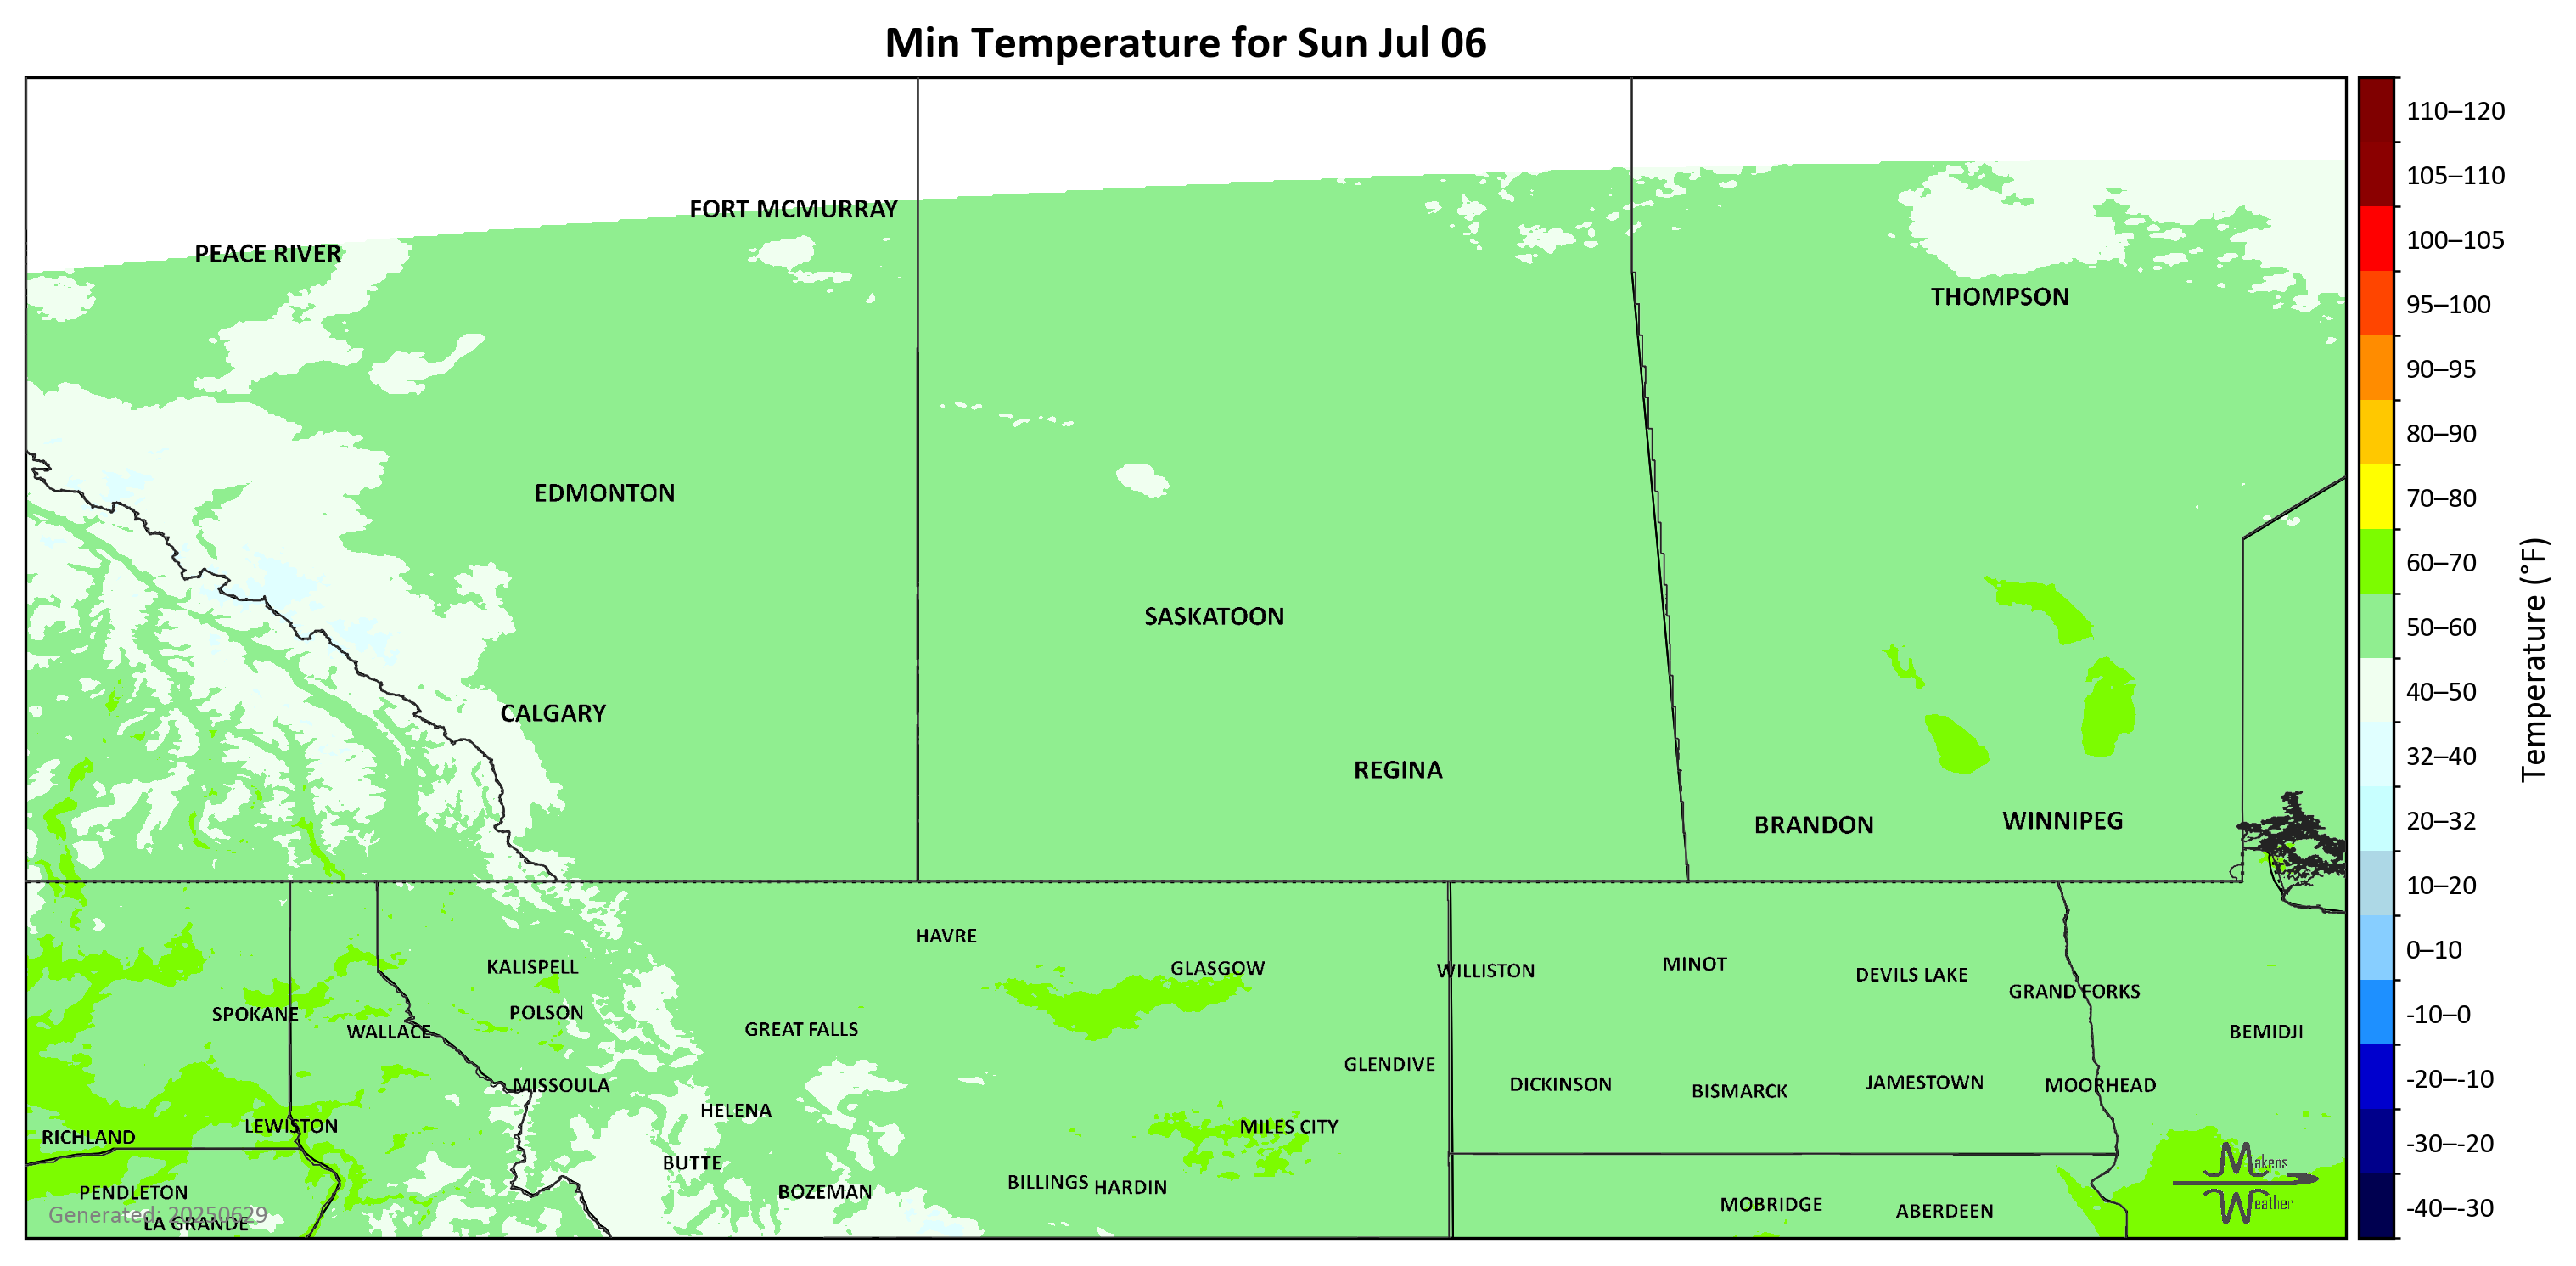 Min Temperature for Sun Jul 06
FORT MCMURRAY
PEACE RIVER
THOMPSON
EDMONTON
SASKATOON
CALGARY
REGINA
BRANDON
WINNIPEG
HAVRE
KALISPELL
GLASGOW
WILLISTON
MINOT
DEVILS LAKE
GRAND FORKS
SPOKANE
POLSON
WALLACE
GREAT FALLS
BEMIDJI
GLENDIVE
MISSOULA
DICKINSON
BISMARCK
JAMESTOWN
MOORHEAD
HELENA
LEWISTON
MILES CITY
RICHLAND
BUTTE
BILLINGS
HARDIN
PENDLETON
BOZEMAN
MOBRIDGE
ABERDEEN
Generated: 20250629
LA GRANDE
Makens
Weather
110–120
105–110
100–105
95–100
90–95
80–90
70–80
60–70
50–60
40–50
32–40
20–32
10–20
0–10
-10–0
-20–-10
-30–-20
-40–-30
Temperature (°F)